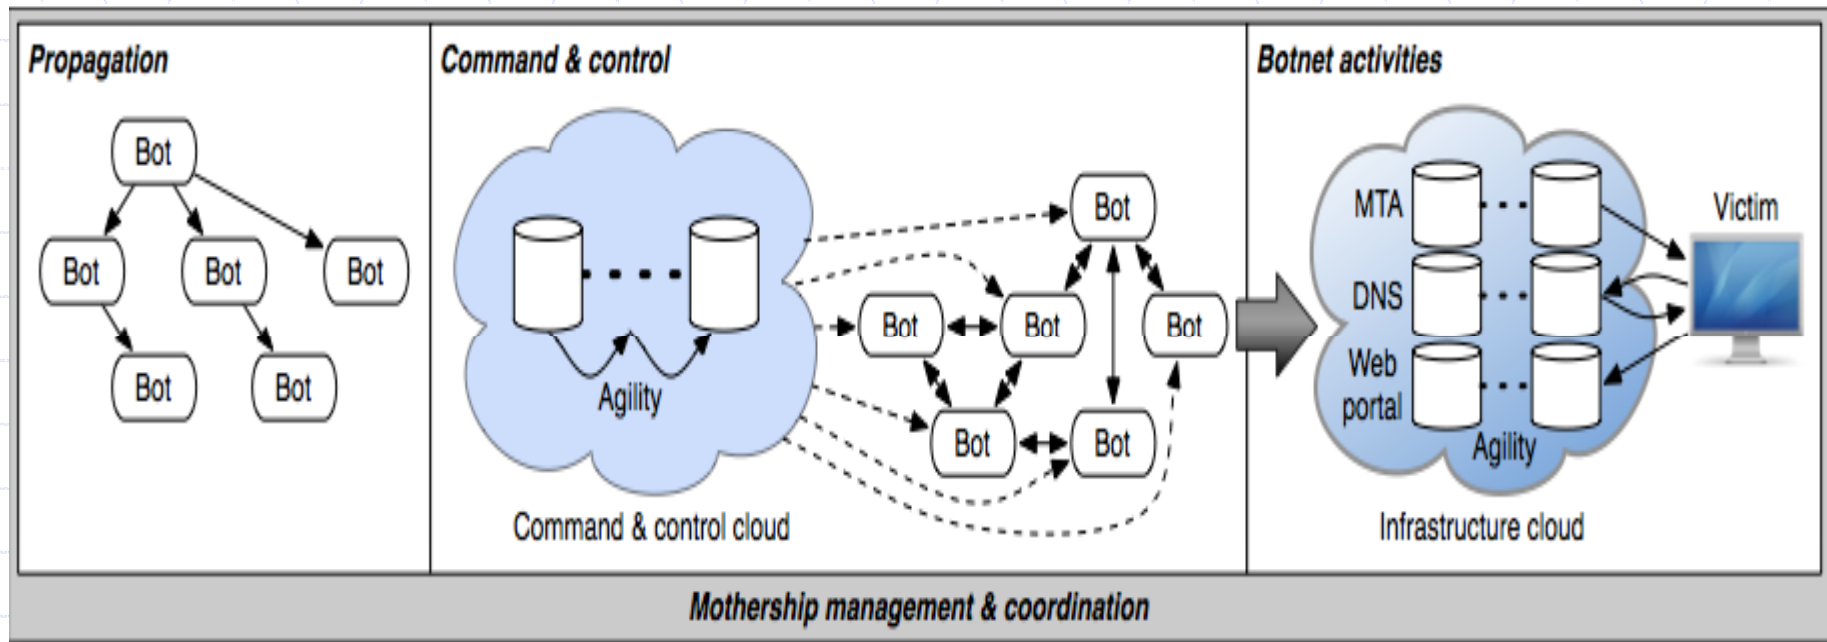 Propagation
Bot
Bot
Bot
Bot
Bot
Bot
Command & control
Agility
Command & control cloud
Bot
Bot
Bot
Bot
Bot
Bot
Botnet activities
MTA
DNS
Web
portal
Agility
Victim
Infrastructure cloud
Mothership management & coordination